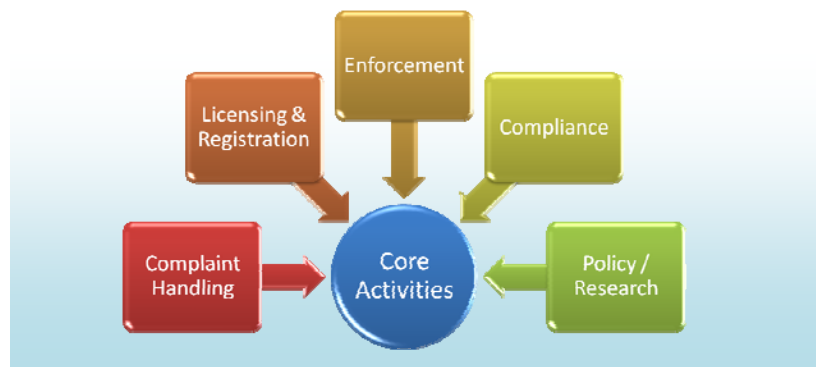 Enforcement
Licensing &
Registration
Compliance
Complaint
Handling
Core
Activities
Policy /
Research